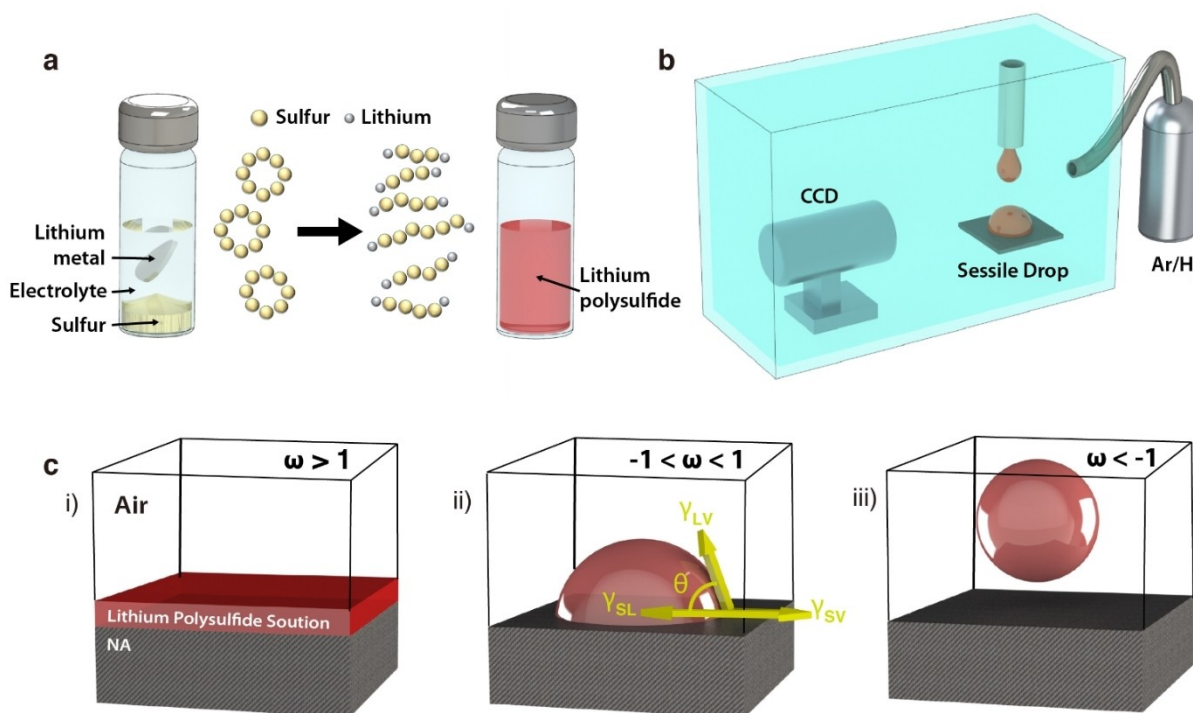 a
Sulfur
Lithium
Lithium
metal
Electrolyte
Sulfur
Lithium
polysulfide
b
CCD
Sessile Drop
Ar/H
c
i)
ω > 1
Air
Lithium Polysulfide Soution
NA
ii)
-1 < ω < 1
γLV
θ
γSL
γSV
iii)
ω < -1